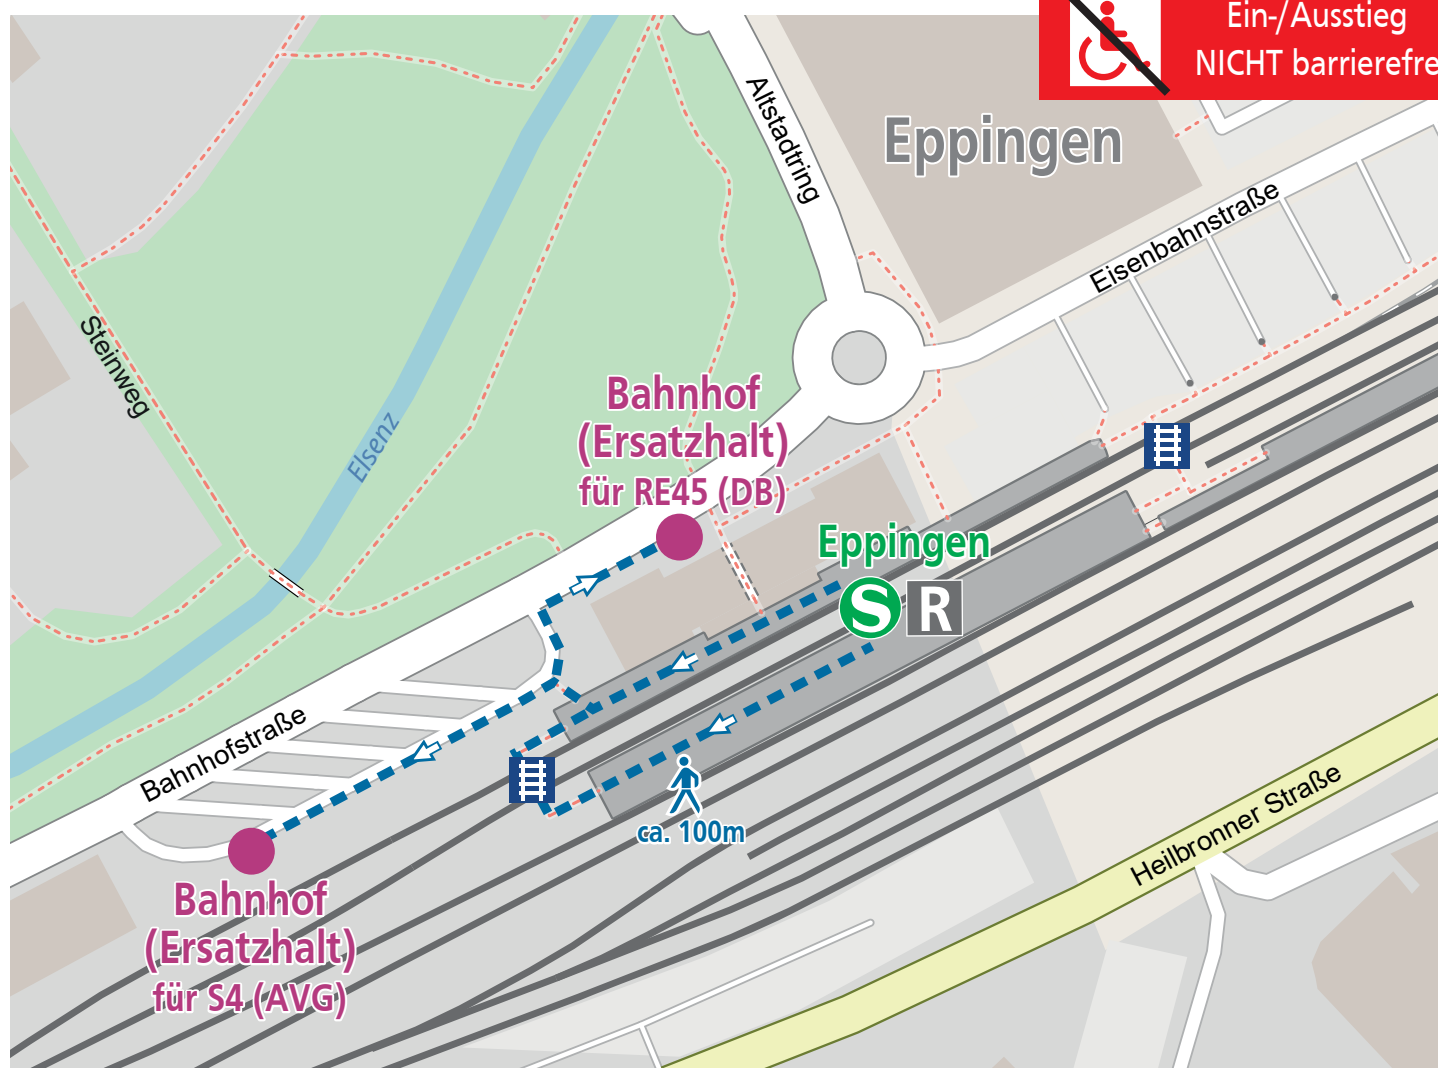 Ein-/Ausstieg
NICHT barrierefre
Altstadtring
Eppingen
Eisenbahnstraße
Steinweg
Elsenz
Bahnhof
(Ersatzhalt)
für RE45 (DB)
Eppingen
S R
Bahnhofstraße
ca. 100m
Heilbronner Straße
Bahnhof
(Ersatzhalt)
für S4 (AVG)